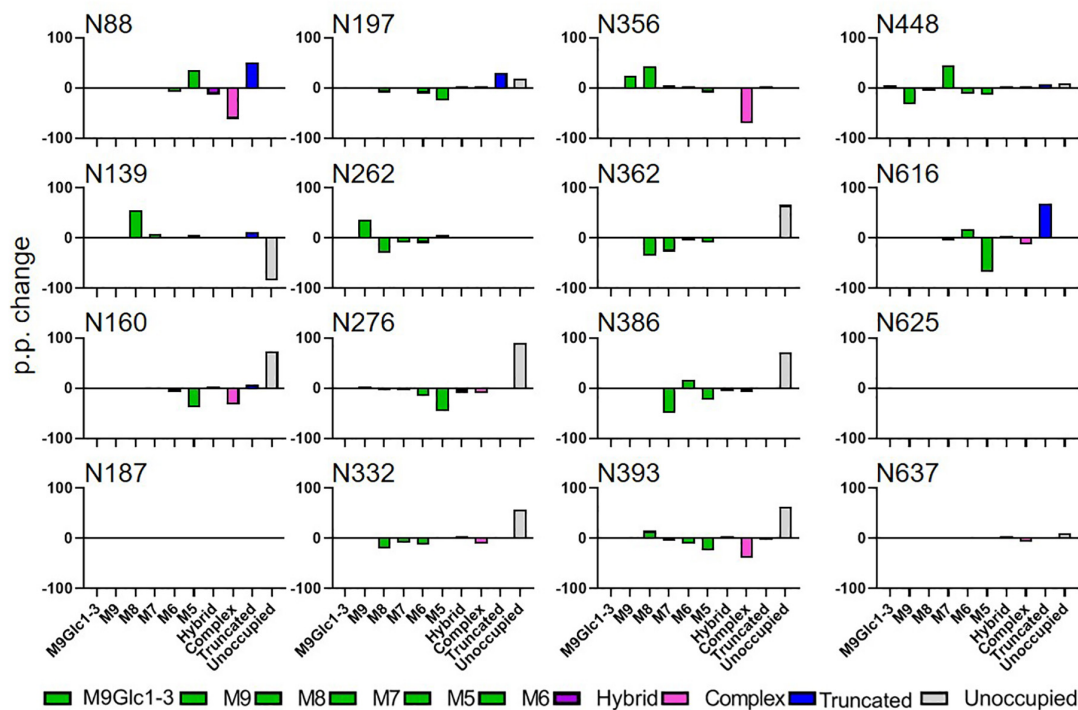 N88 N197 N356 N448
100 100 100 100
0 0 0 0
-100 -100 -100 -100
N139 N262 N362 N616
100 100 100 100
0 0 0 0
-100 -100 -100 -100
p.p. change
N160 N276 N386 N625
100 100 100 100
0 0 0 0
-100 -100 -100 -100
N187 N332 N393 N637
100 100 100 100
0 0 0 0
-100 -100 -100 -100
M9Glc1-3 M9 M8 M7 M6 M5 Hybrid Complex Truncated Unoccupied
M9Glc1-3 M9 M8 M7 M6 M5 Hybrid Complex Truncated Unoccupied
M9Glc1-3 M9 M8 M7 M6 M5 Hybrid Complex Truncated Unoccupied
M9Glc1-3 M9 M8 M7 M6 M5 Hybrid Complex Truncated Unoccupied
M9Glc1-3 M9 M8 M7 M5 M6 Hybrid Complex Truncated Unoccupied